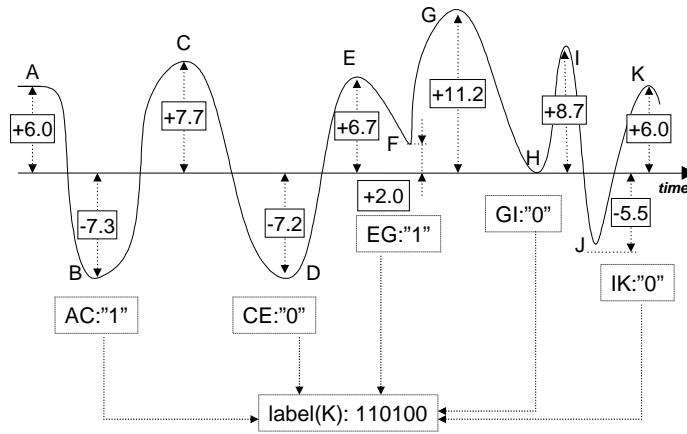 G
C
E
I
A
K
+11.2
+8.7
+7.7
+6.7
+6.0
+6.0
F
H
time
+2.0
-7.3
-7.2
-5.5
GI:”0”
EG:”1”
J
B
D
IK:”0”
AC:”1”
CE:”0”
label(K): 110100